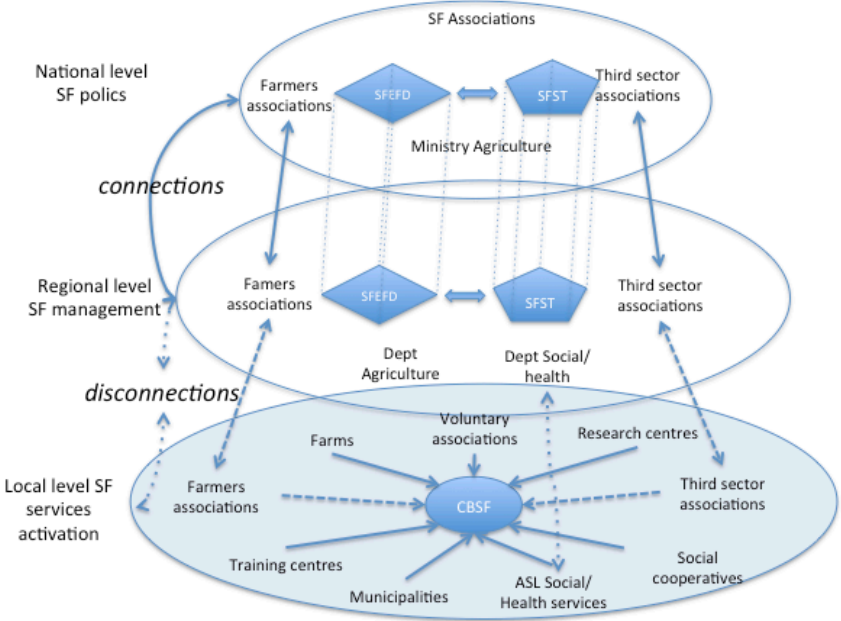 SF Associations
National level
SF polics
Farmers
associations
SFEFD
SFST
Third sector
associations
Ministry Agriculture
connections
Regional level
SF management
Famers
associations
SFEFD
SFST
Third sector
associations
Dept
Agriculture
Dept Social/
health
disconnections
Voluntary
associations
Farms
Research centres
Local level SF
services
activation
Farmers
associations
CBSF
Third sector
associations
Training centres
Social
cooperatives
Municipalities
ASL Social/
Health services